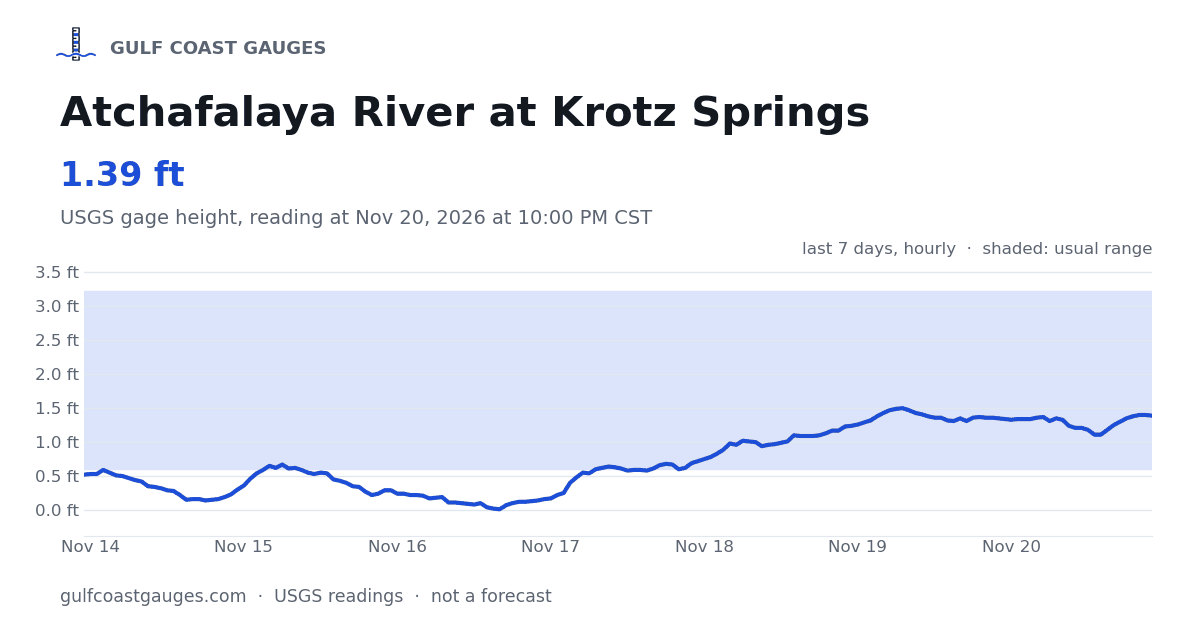 GULF COAST GAUGES
Atchafalaya River at Krotz Springs
1.39 ft
USGS gage height, reading at Nov 20, 2026 at 10:00 PM CST
last 7 days, hourly · shaded: usual range
3.5 ft
3.0 ft
2.5 ft
2.0 ft
1.5 ft
1.0 ft
0.5 ft
0.0 ft
Nov 14 Nov 15 Nov 16 Nov 17 Nov 18 Nov 19 Nov 20
gulfcoastgauges.com · USGS readings · not a forecast